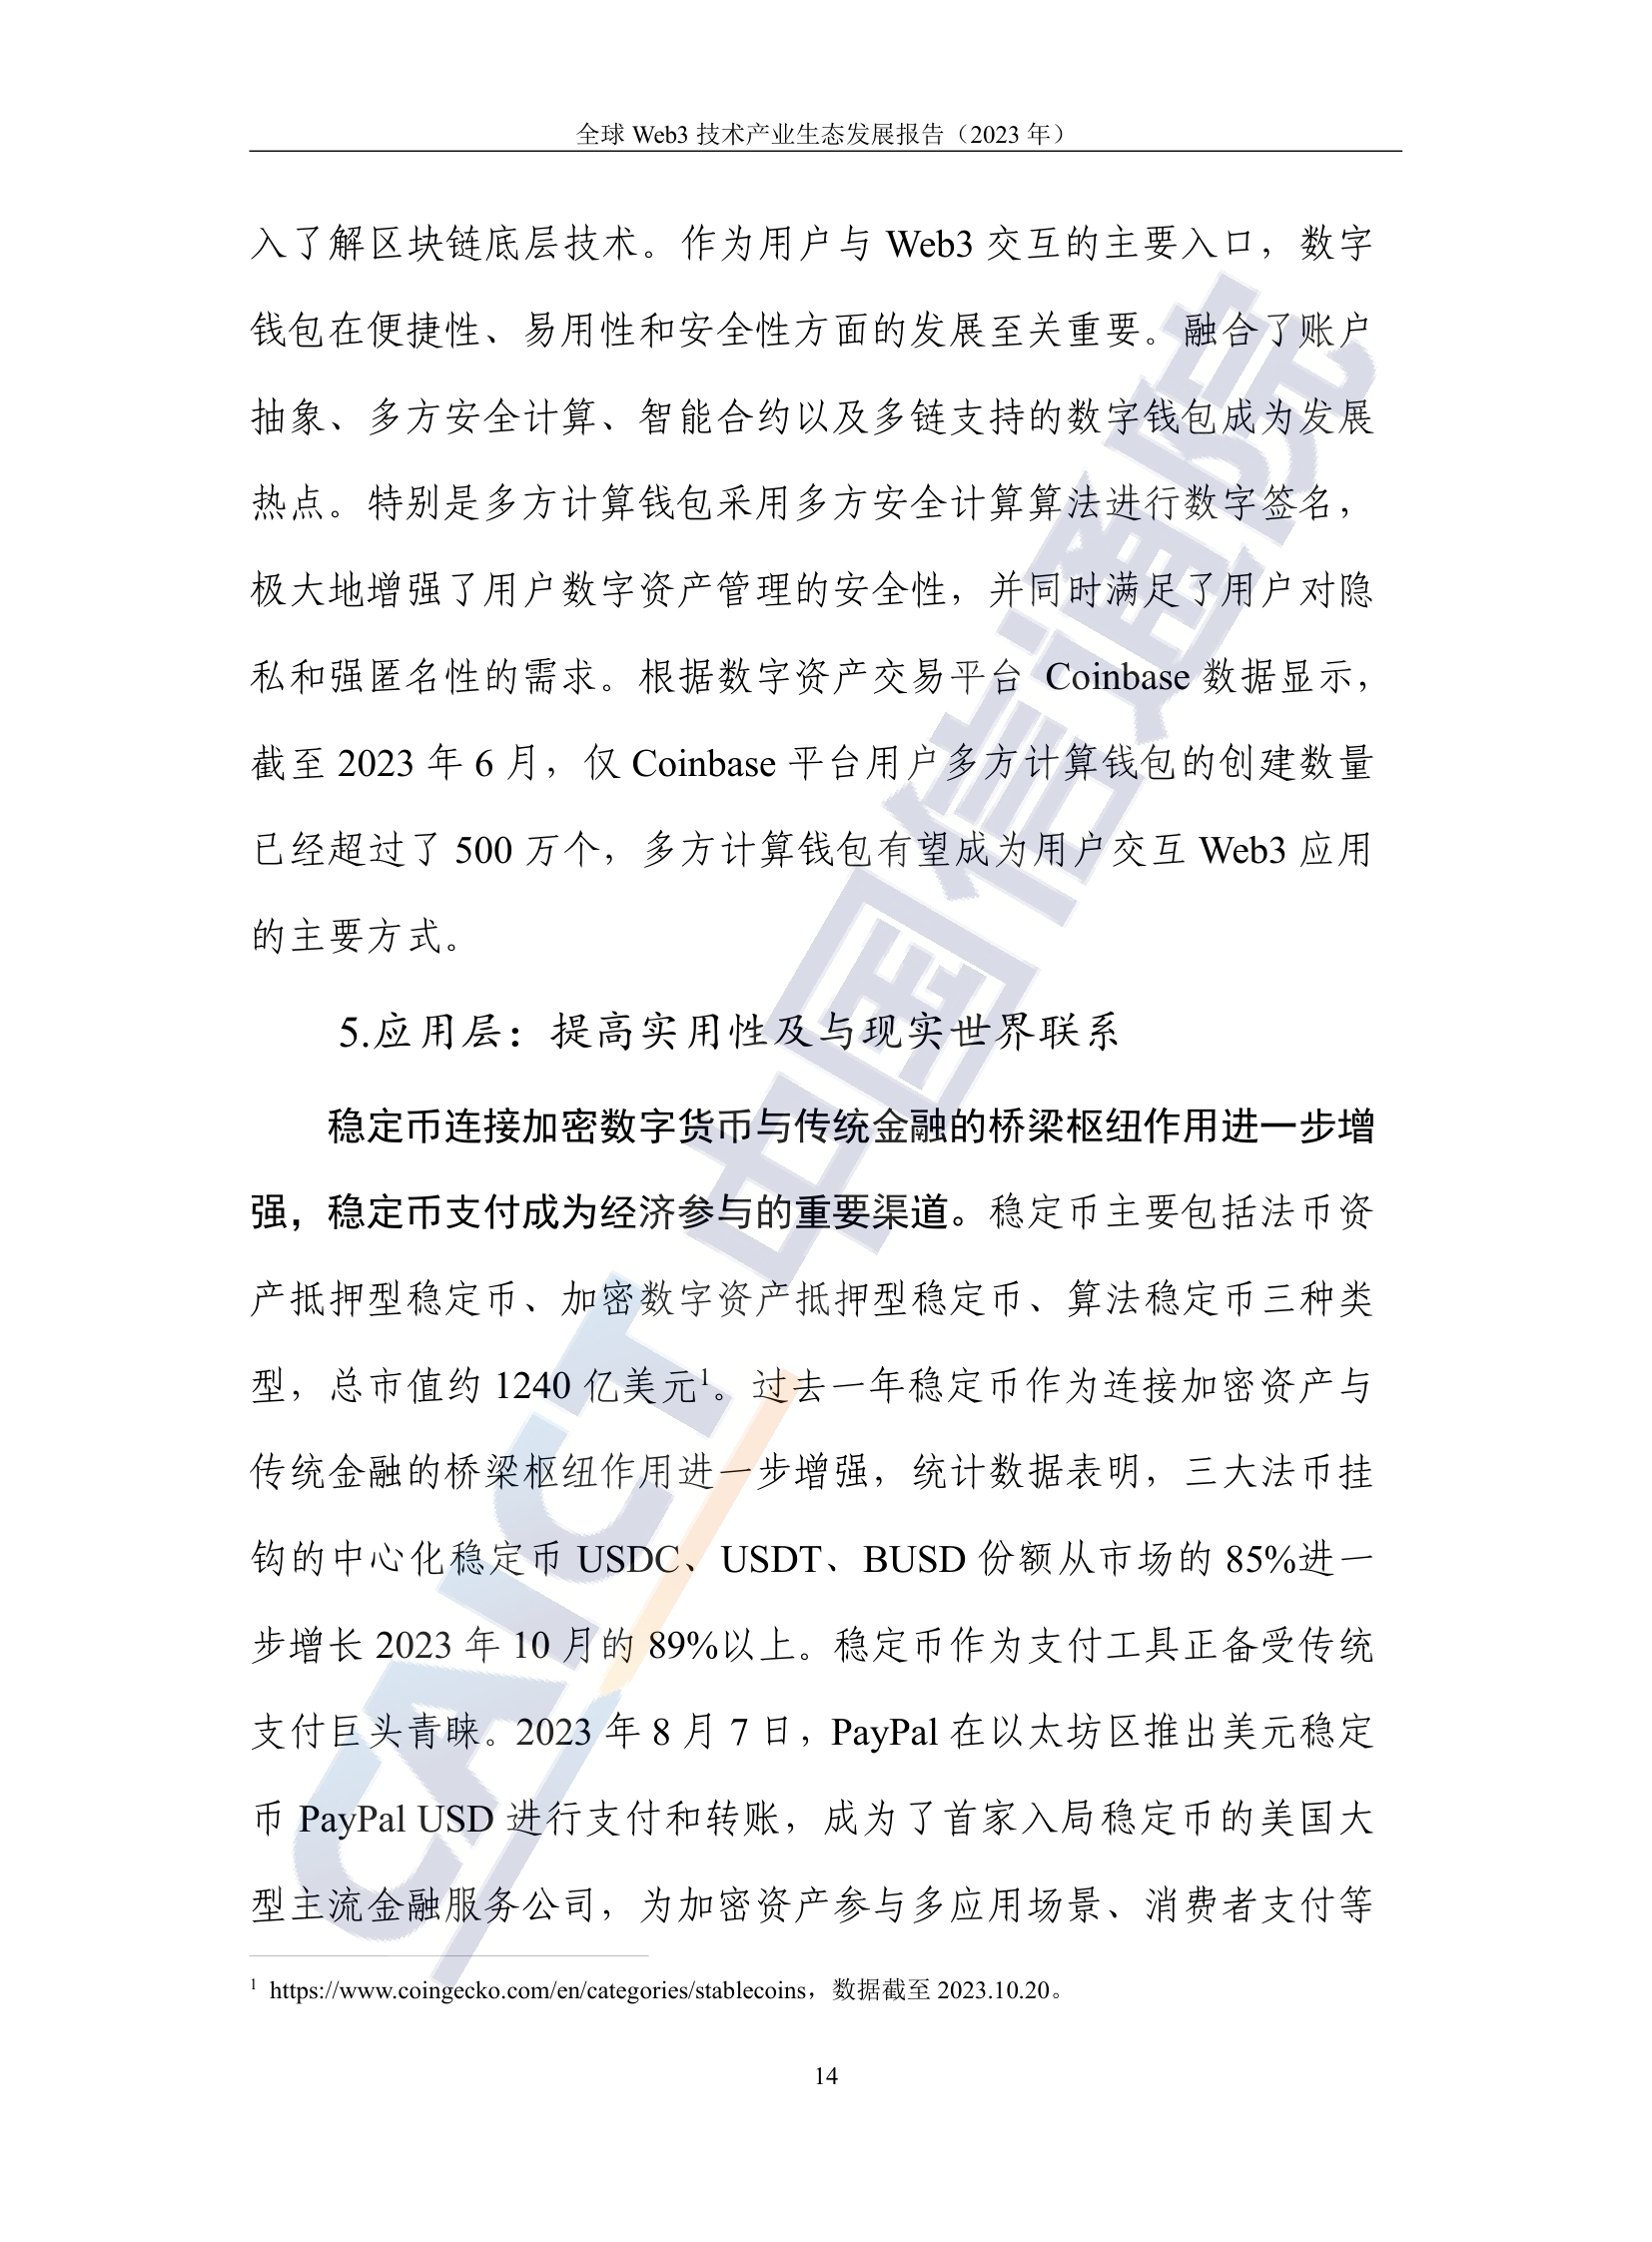 全球 Web3 技术产业生态发展报告（2023 年）
入了解区块链底层技术。作为用户与 Web3 交互的主要入口，数字
钱包在便捷性、易用性和安全性方面的发展至关重要。融合了账户
抽象、多方安全计算、智能合约以及多链支持的数字钱包成为发展
热点。特别是多方计算钱包采用多方安全计算算法进行数字签名，
极大地增强了用户数字资产管理的安全性，并同时满足了用户对隐
私和强匿名性的需求。根据数字资产交易平台 Coinbase 数据显示，
截至 2023 年 6 月，仅 Coinbase 平台用户多方计算钱包的创建数量
已经超过了 500 万个，多方计算钱包有望成为用户交互 Web3 应用
的主要方式。
5.应用层：提高实用性及与现实世界联系
稳定币连接加密数字货币与传统金融的桥梁枢纽作用进一步增
强，稳定币支付成为经济参与的重要渠道。稳定币主要包括法币资
产抵押型稳定币、加密数字资产抵押型稳定币、算法稳定币三种类
型，总市值约 1240 亿美元1。过去一年稳定币作为连接加密资产与
传统金融的桥梁枢纽作用进一步增强，统计数据表明，三大法币挂
钩的中心化稳定币 USDC、USDT、BUSD 份额从市场的 85%进一
步增长 2023 年 10 月的 89%以上。稳定币作为支付工具正备受传统
支付巨头青睐。2023 年 8 月 7 日，PayPal 在以太坊区推出美元稳定
币 PayPal USD 进行支付和转账，成为了首家入局稳定币的美国大
型主流金融服务公司，为加密资产参与多应用场景、消费者支付等
1 https://www.coingecko.com/en/categories/stablecoins，数据截至 2023.10.20。
14
CAICT 中国信通院